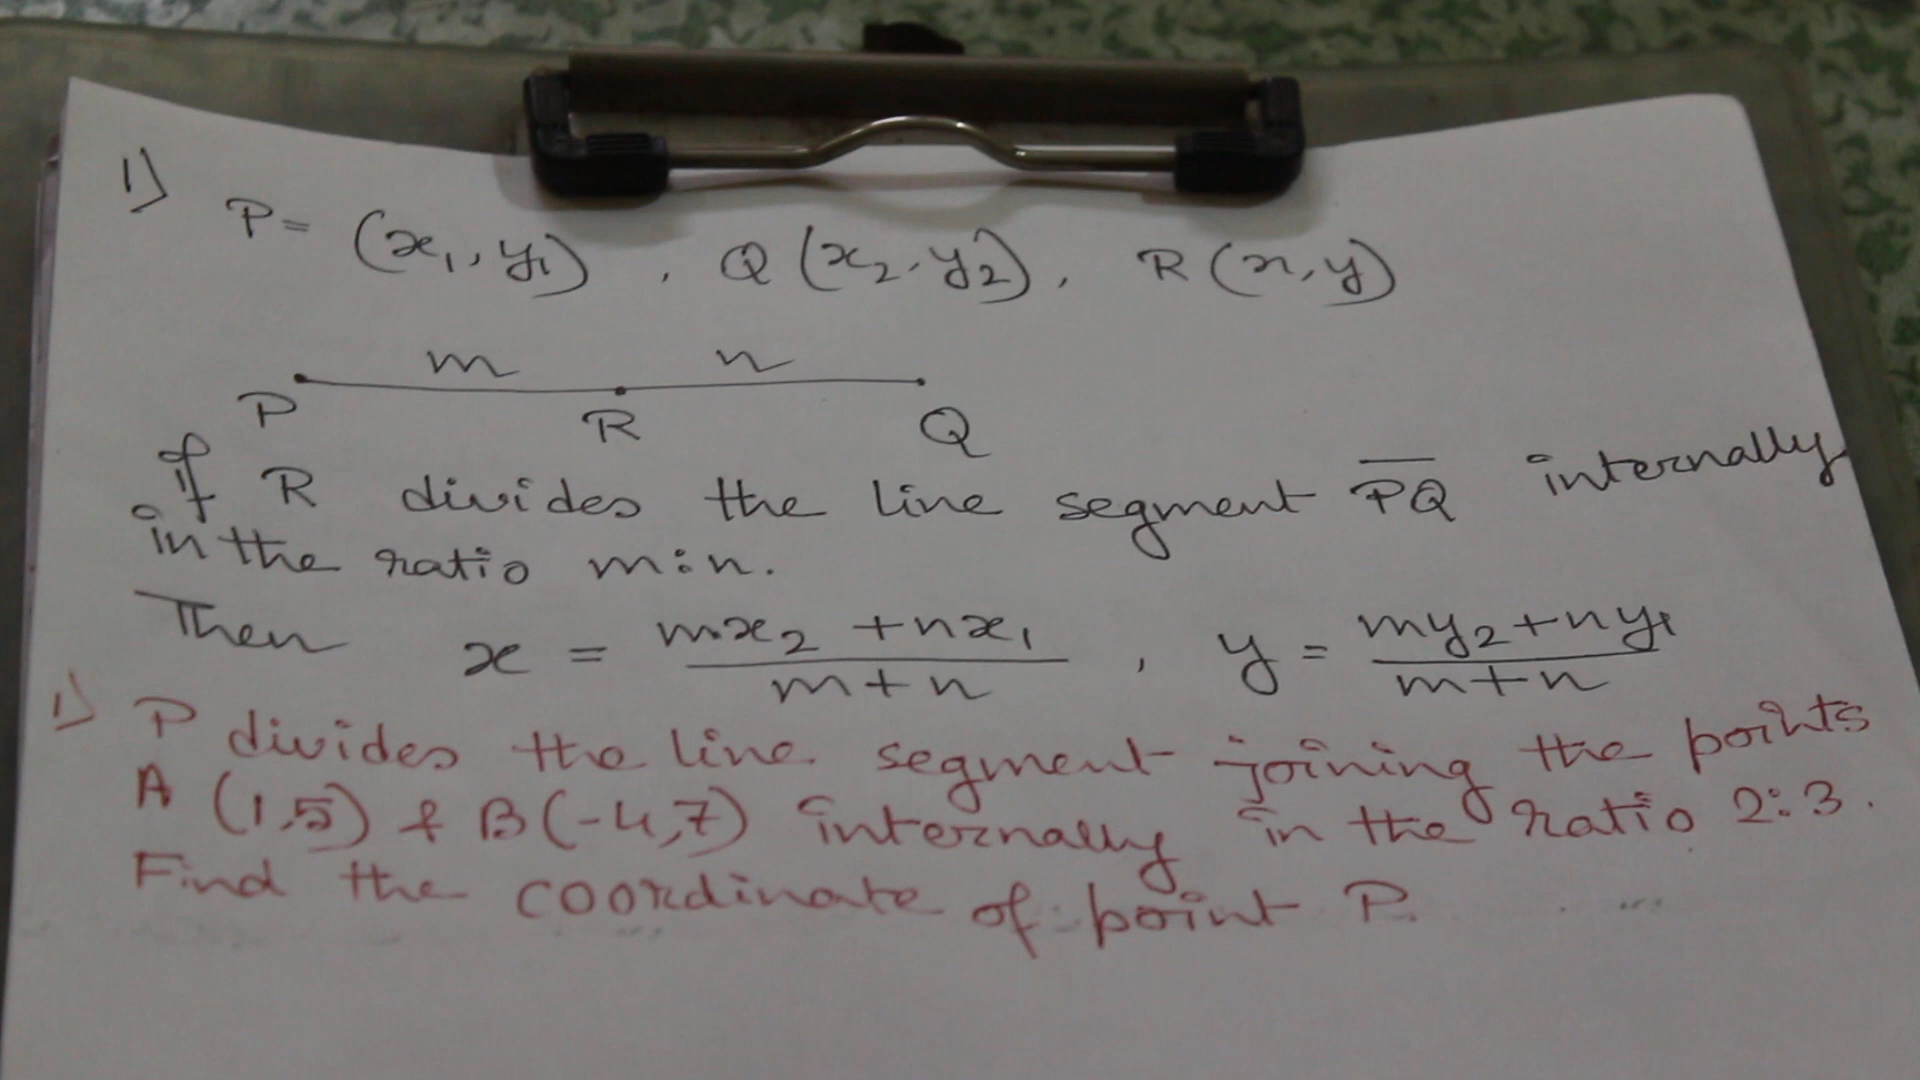 1)
P = (x₁, y₁), Q (x₂, y₂), R (x, y)
m n
P R Q
If R divides the line segment P̅Q̅ internally
in the ratio m:n.
Then x = (mx₂ + nx₁)/(m + n), y = (my₂ + ny₁)/(m + n)
1) P divides the line segment joining the points
A (1,5) & B (-4,7) internally in the ratio 2:3.
Find the coordinate of point P.